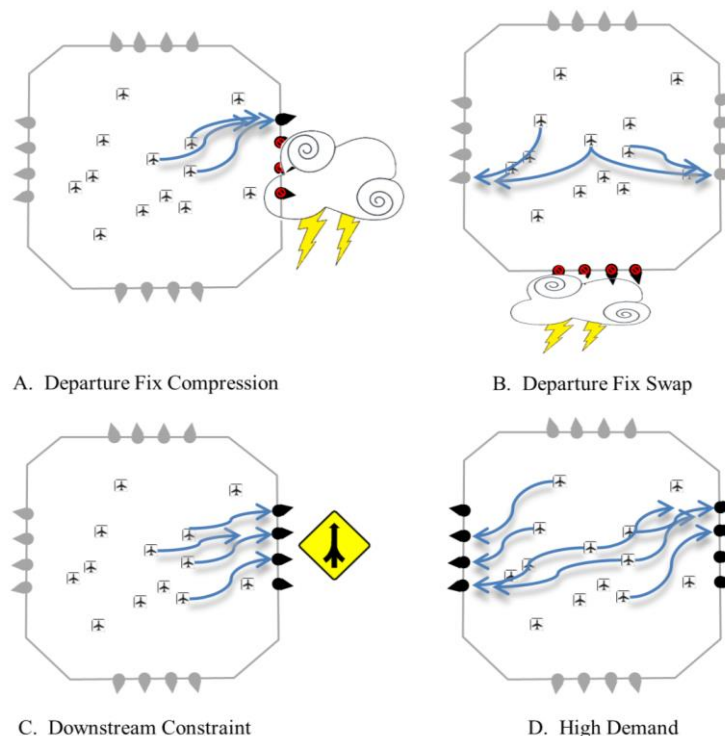 A. Departure Fix Compression
B. Departure Fix Swap
C. Downstream Constraint
D. High Demand